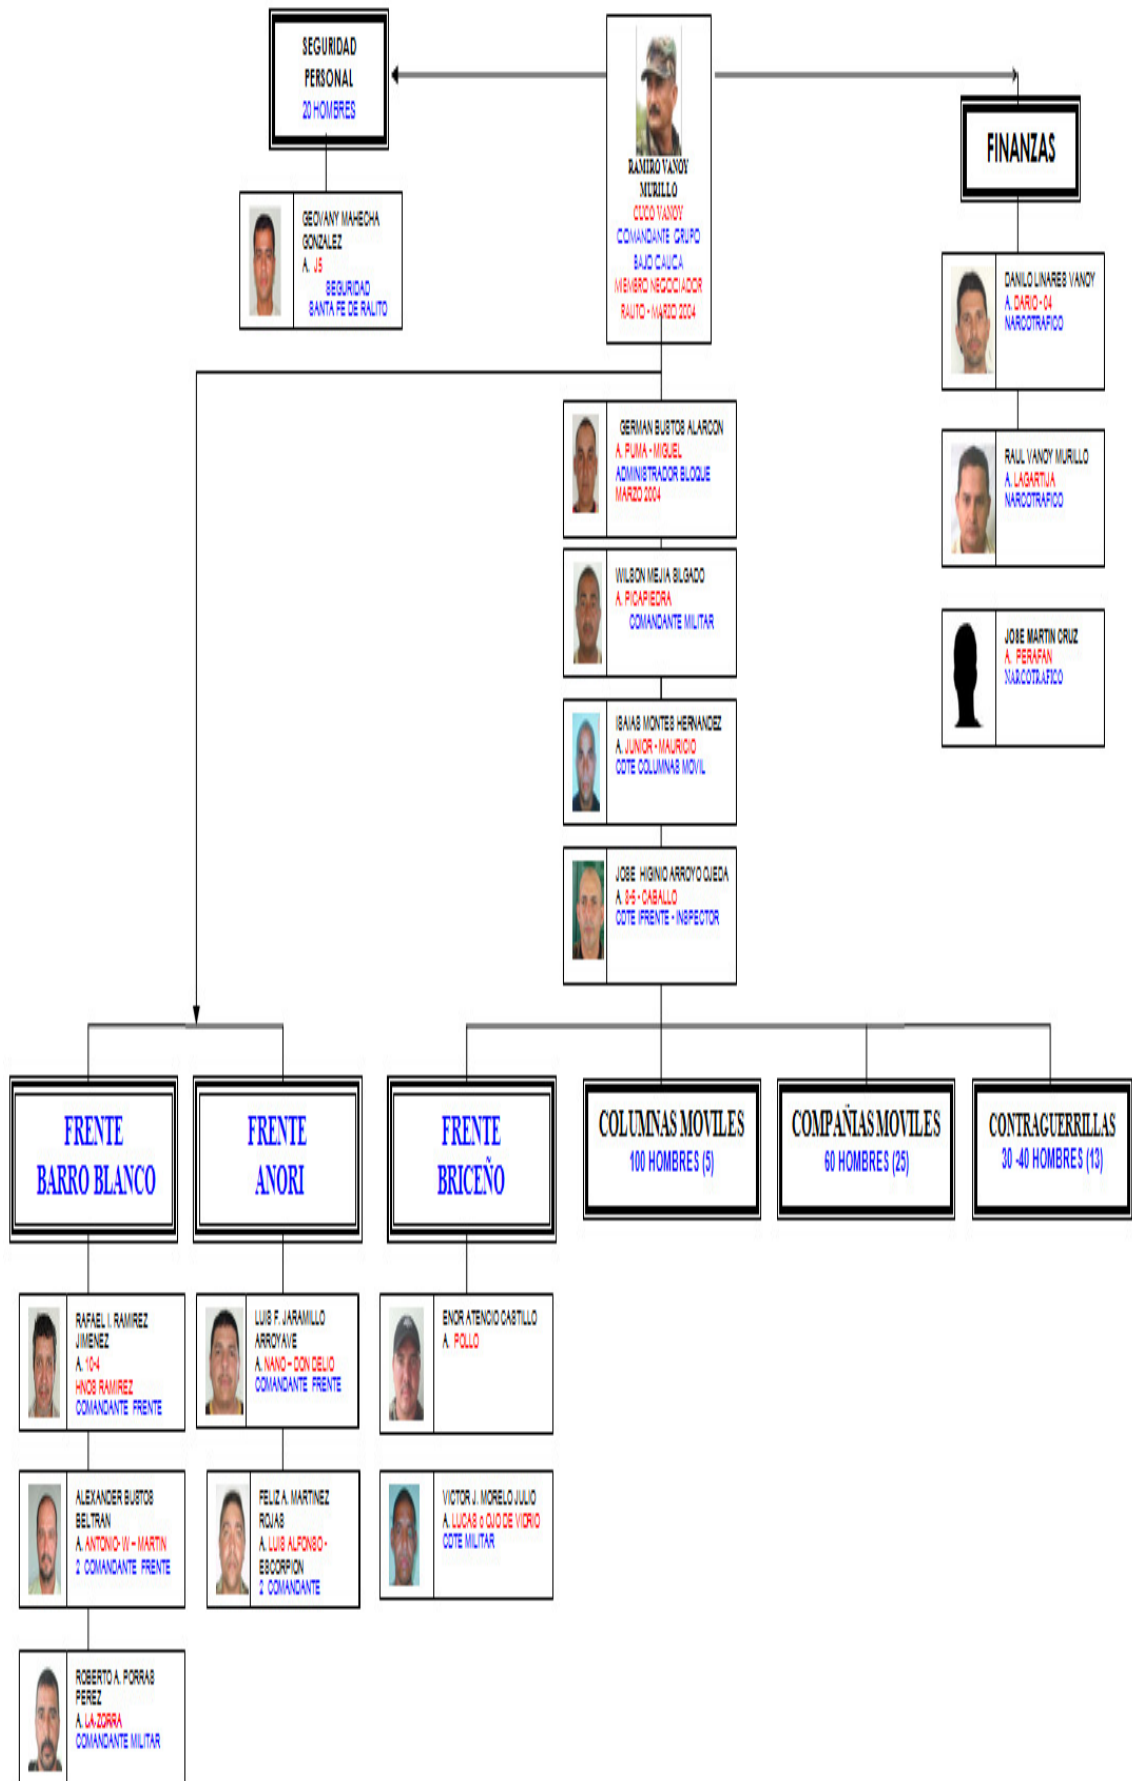 SEGURIDAD
PERSONAL
20 HOMBRES
GEOVANY MAHECHA
GONZALEZ
A. J5
SEGURIDAD
SANTA FE DE RALITO
RAMIRO VANOY
MURILLO
CUCO VANOY
COMANDANTE GRUPO
BAJO CAUCA
MIEMBRO NEGOCIADOR
RALITO - MARZO 2004
FINANZAS
DANILO LINARES VANOY
A. DARIO - 04
NARCOTRAFICO
RAUL VANOY MURILLO
A. LAGARTIJA
NARCOTRAFICO
JOSE MARTIN CRUZ
A. PERAFAN
NARCOTRAFICO
GERMAN BUSTOS ALARCON
A. PUMA - MIGUEL
ADMINISTRADOR BLOQUE
MARZO 2004
WILSON MEJIA SILGADO
A. PICAPIEDRA
COMANDANTE MILITAR
ISAIAS MONTES HERNANDEZ
A. JUNIOR - MAURICIO
CDTE COLUMNAS MOVIL
JOSE HIGINIO ARROYO OJEDA
A. - CABALLO
CDTE IFRENTE - INSPECTOR
FRENTE
BARRO BLANCO
FRENTE
ANORI
FRENTE
BRICEÑO
COLUMNAS MOVILES
100 HOMBRES (5)
COMPAÑIAS MOVILES
60 HOMBRES (25)
CONTRAGUERRILLAS
30 -40 HOMBRES (13)
RAFAEL I. RAMIREZ
JIMENEZ
A. 10-4
HNOS RAMIREZ
COMANDANTE FRENTE
ALEXANDER BUSTOS
BELTRAN
A. ANTONIO- W – MARTIN
2 COMANDANTE FRENTE
ROBERTO A. PORRAS
PEREZ
A. LA-ZORRA
COMANDANTE MILITAR
LUIS F. JARAMILLO
ARROYAVE
A. NANO – DON DELIO
COMANDANTE FRENTE
FELIZ A. MARTINEZ
ROJAS
A. LUIS ALFONSO -
ESCORPION
2 COMANDANTE
ENOR ATENCIO CASTILLO
A. POLLO
VICTOR J. MORELO JULIO
A. LUCAS o OJO DE VIDRIO
CDTE MILITAR